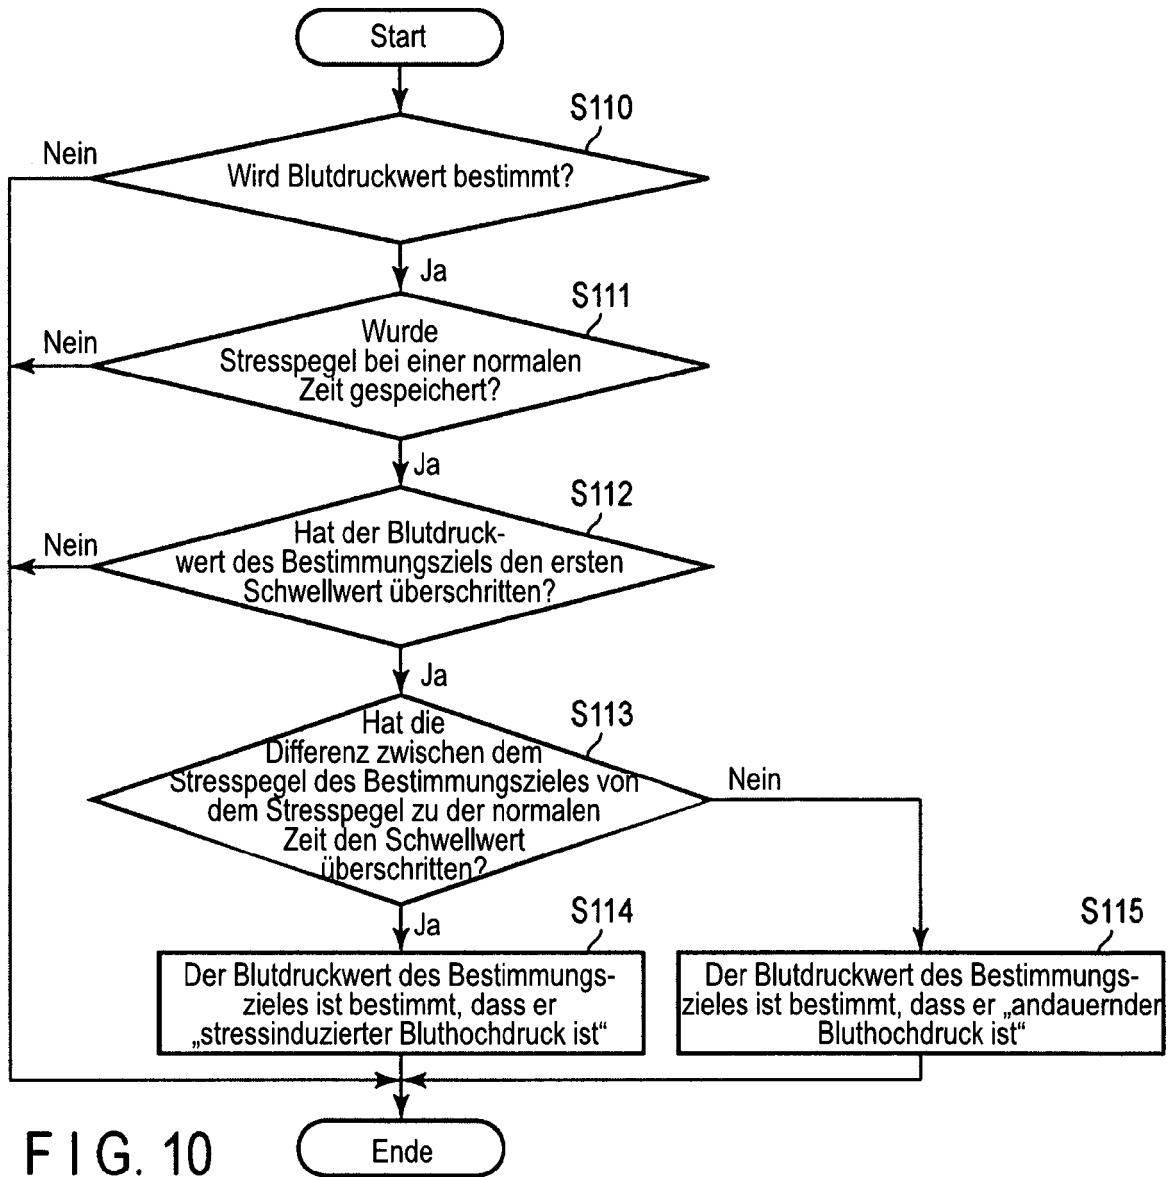 Start
S110
Nein
Wird Blutdruckwert bestimmt?
Ja
S111
Nein
Wurde
Stresspegel bei einer normalen
Zeit gespeichert?
Ja
S112
Nein
Hat der Blutdruck-
wert des Bestimmungsziels den ersten
Schwellwert überschritten?
Ja
S113
Hat die
Differenz zwischen dem
Stresspegel des Bestimmungszieles von
dem Stresspegel zu der normalen
Zeit den Schwellwert
überschritten?
Nein
Ja
S114
Der Blutdruckwert des Bestimmungs-
zieles ist bestimmt, dass er
„stressinduzierter Bluthochdruck ist“
S115
Der Blutdruckwert des Bestimmungs-
zieles ist bestimmt, dass er „andauernder
Bluthochdruck ist“
Ende
FIG. 10